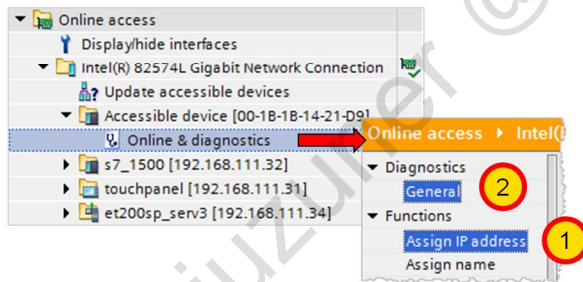 Online access
Display/hide interfaces
Intel(R) 82574L Gigabit Network Connection
Update accessible devices
Accessible device [00-1B-1B-14-21-D9]
Online & diagnostics
s7_1500 [192.168.111.32]
touchpanel [192.168.111.31]
et200sp_serv3 [192.168.111.34]
Online access Intel(
Diagnostics
General
2
Functions
Assign IP address
1
Assign name